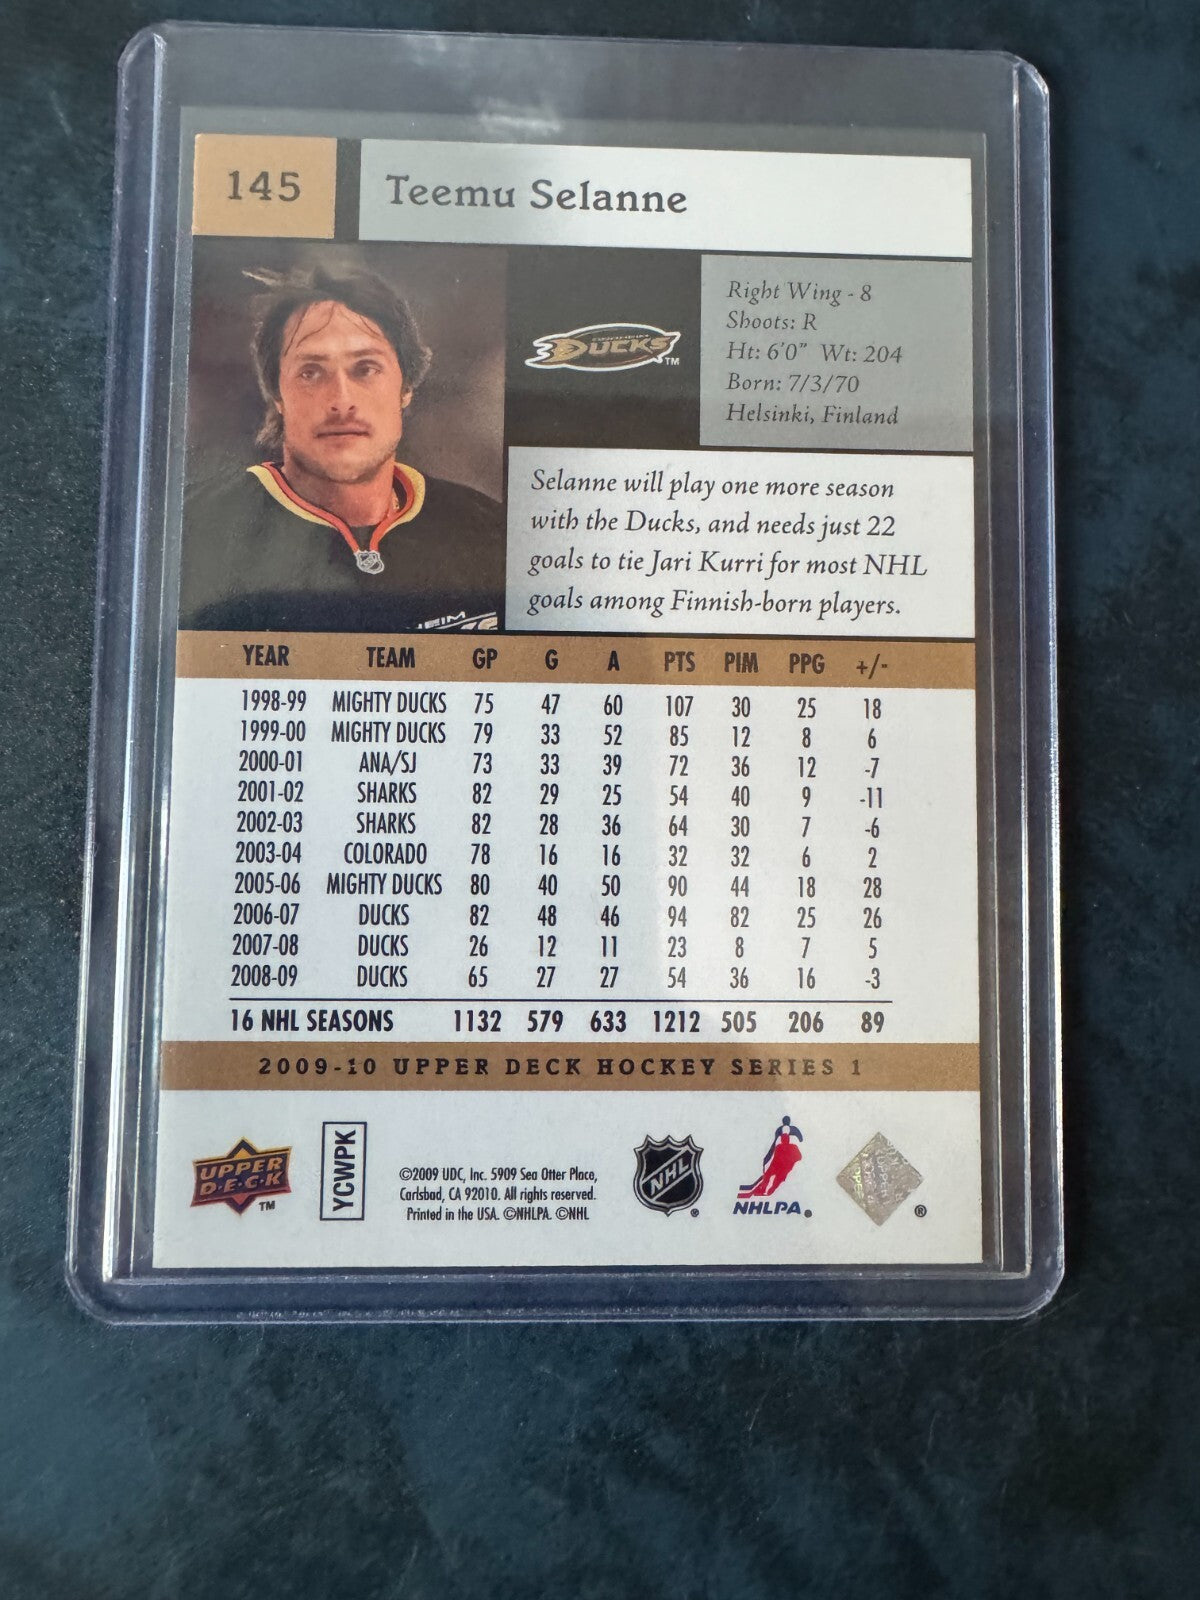 145
Teemu Selanne
DUCKS TM
Right Wing - 8
Shoots: R
Ht: 6'0" Wt: 204
Born: 7/3/70
Helsinki, Finland
Selanne will play one more season
with the Ducks, and needs just 22
goals to tie Jari Kurri for most NHL
goals among Finnish-born players.
YEAR TEAM GP G A PTS PIM PPG +/-
1998-99 MIGHTY DUCKS 75 47 60 107 30 25 18
1999-00 MIGHTY DUCKS 79 33 52 85 12 8 6
2000-01 ANA/SJ 73 33 39 72 36 12 -7
2001-02 SHARKS 82 29 25 54 40 9 -11
2002-03 SHARKS 82 28 36 64 30 7 -6
2003-04 COLORADO 78 16 16 32 32 6 2
2005-06 MIGHTY DUCKS 80 40 50 90 44 18 28
2006-07 DUCKS 82 48 46 94 82 25 26
2007-08 DUCKS 26 12 11 23 8 7 5
2008-09 DUCKS 65 27 27 54 36 16 -3
16 NHL SEASONS 1132 579 633 1212 505 206 89
2009-10 UPPER DECK HOCKEY SERIES 1
UPPER
D·E·C·K TM
YCWPK
©2009 UDC, Inc. 5909 Sea Otter Place,
Carlsbad, CA 92010. All rights reserved.
Printed in the USA. ©NHLPA. ©NHL
NHL ®
NHLPA ®
®